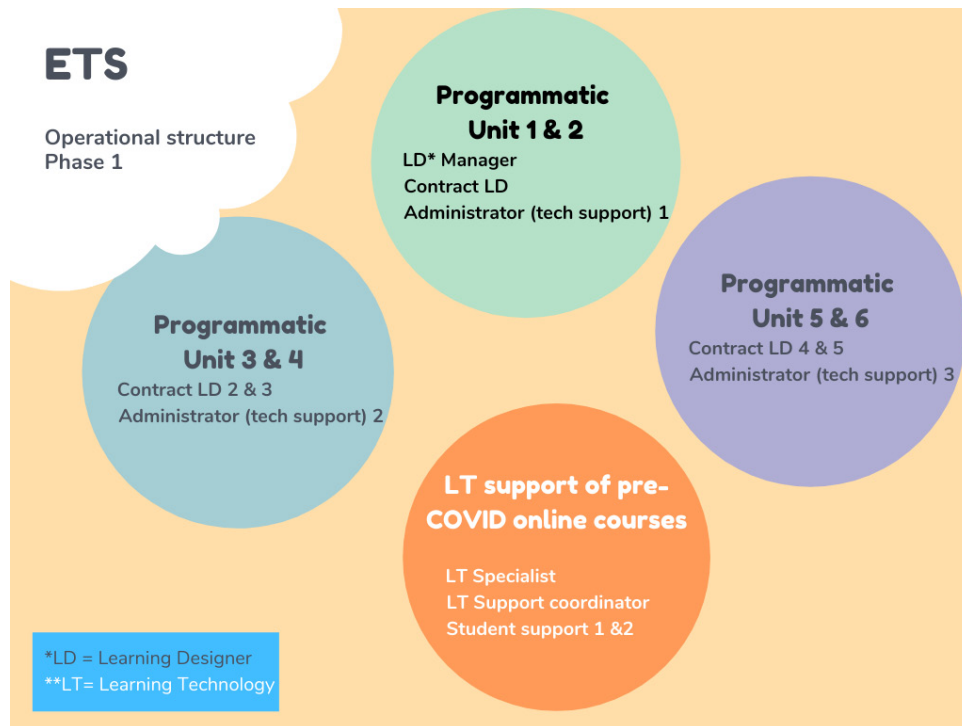 ETS
Operational structure
Phase 1
Programmatic
Unit 1 & 2
LD* Manager
Contract LD
Administrator (tech support) 1
Programmatic
Unit 3 & 4
Contract LD 2 & 3
Administrator (tech support) 2
Programmatic
Unit 5 & 6
Contract LD 4 & 5
Administrator (tech support) 3
LT support of pre-
COVID online courses
LT Specialist
LT Support coordinator
Student support 1 &2
*LD = Learning Designer
**LT= Learning Technology